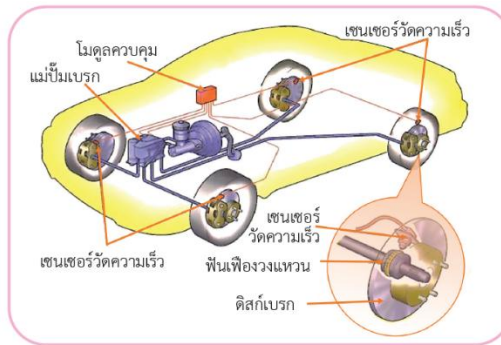 เซนเซอร์วัดความเร็ว
โมดูลควบคุม
แม่ปั๊มเบรก
เซนเซอร์
วัดความเร็ว
เซนเซอร์วัดความเร็ว
ฟันเฟืองวงแหวน
ดิสก์เบรก